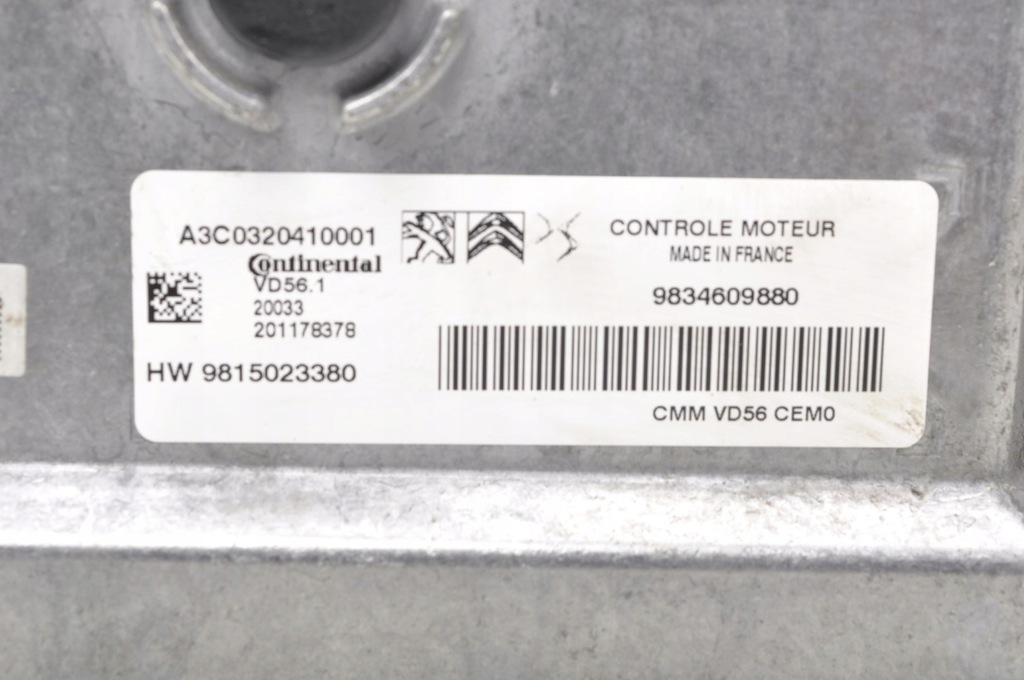 A3C0320410001
Continental
VD56.1
20033
201178378
HW 9815023380
CONTROLE MOTEUR
MADE IN FRANCE
9834609880
CMM VD56 CEM0